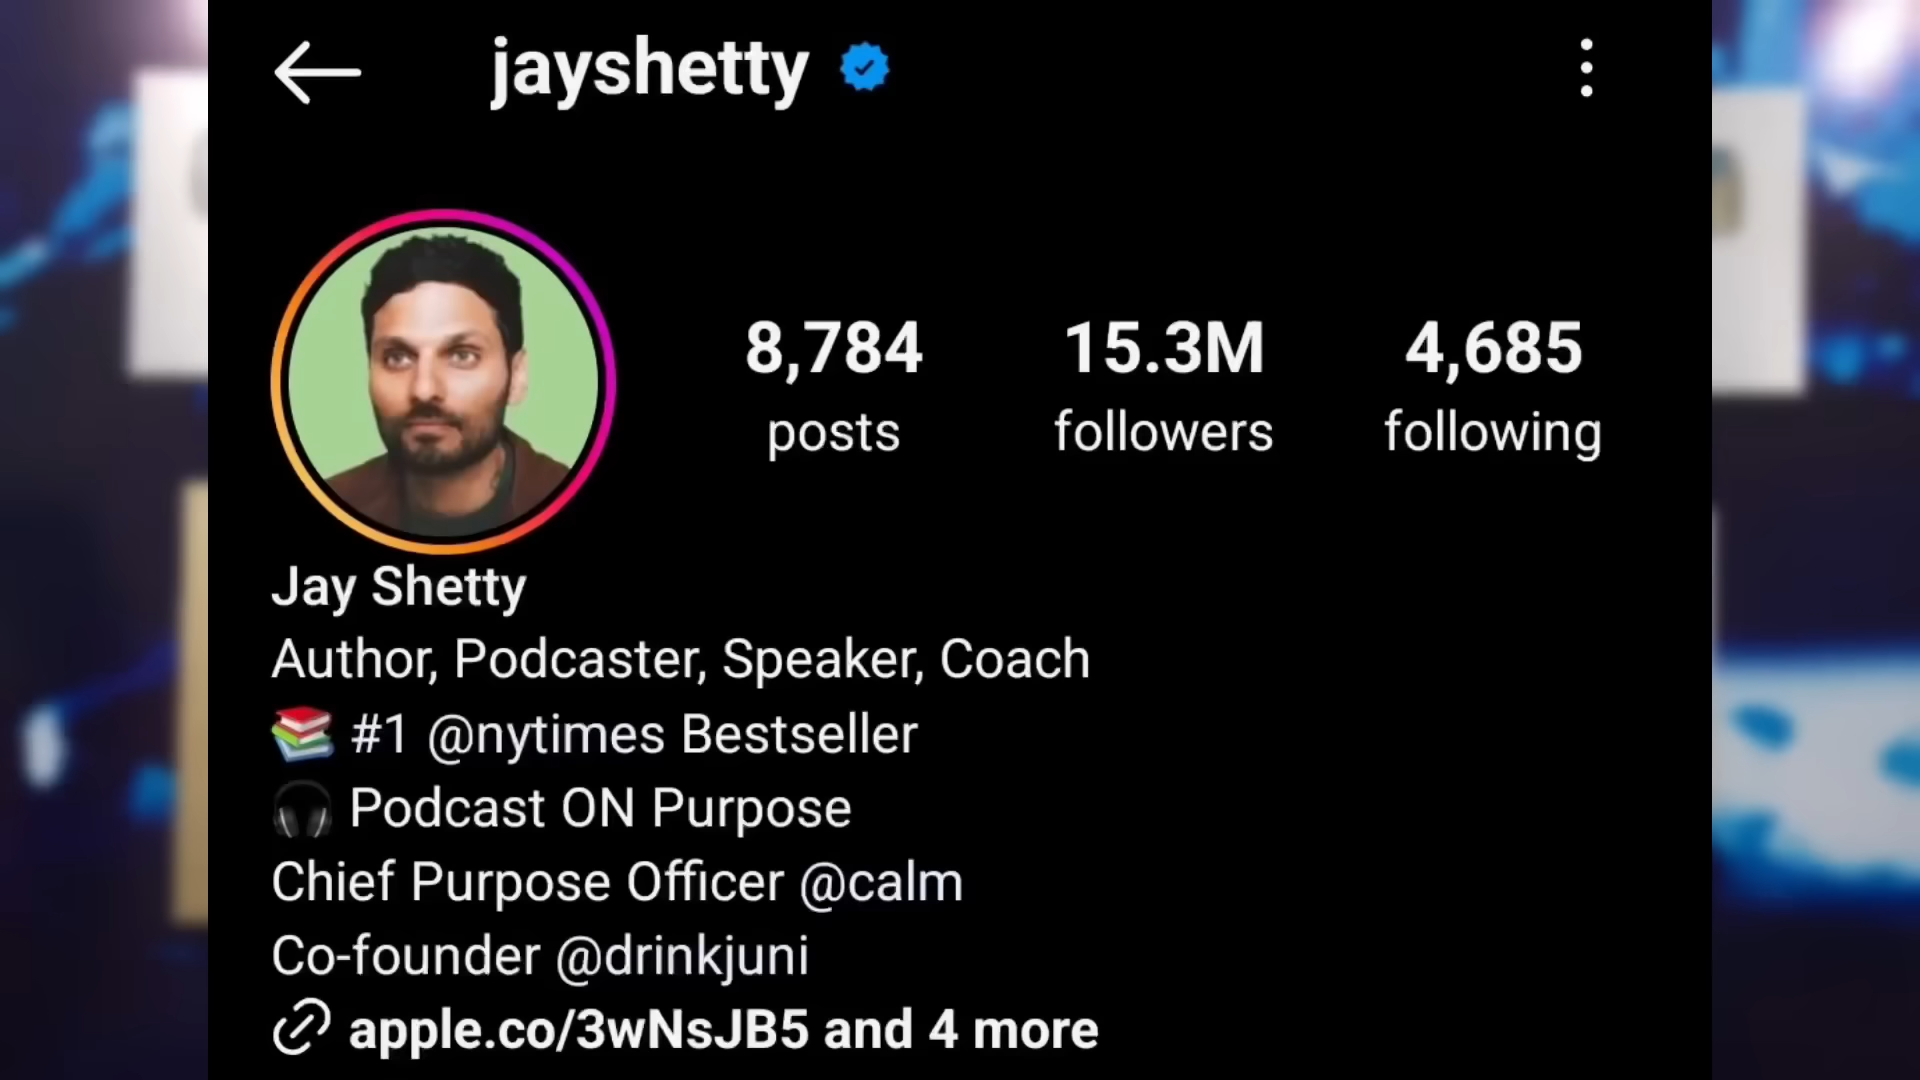 jayshetty
8,784 15.3M 4,685
posts followers following
Jay Shetty
Author, Podcaster, Speaker, Coach
📚 #1 @nytimes Bestseller
🎧 Podcast ON Purpose
Chief Purpose Officer @calm
Co-founder @drinkjuni
apple.co/3wNsJB5 and 4 more